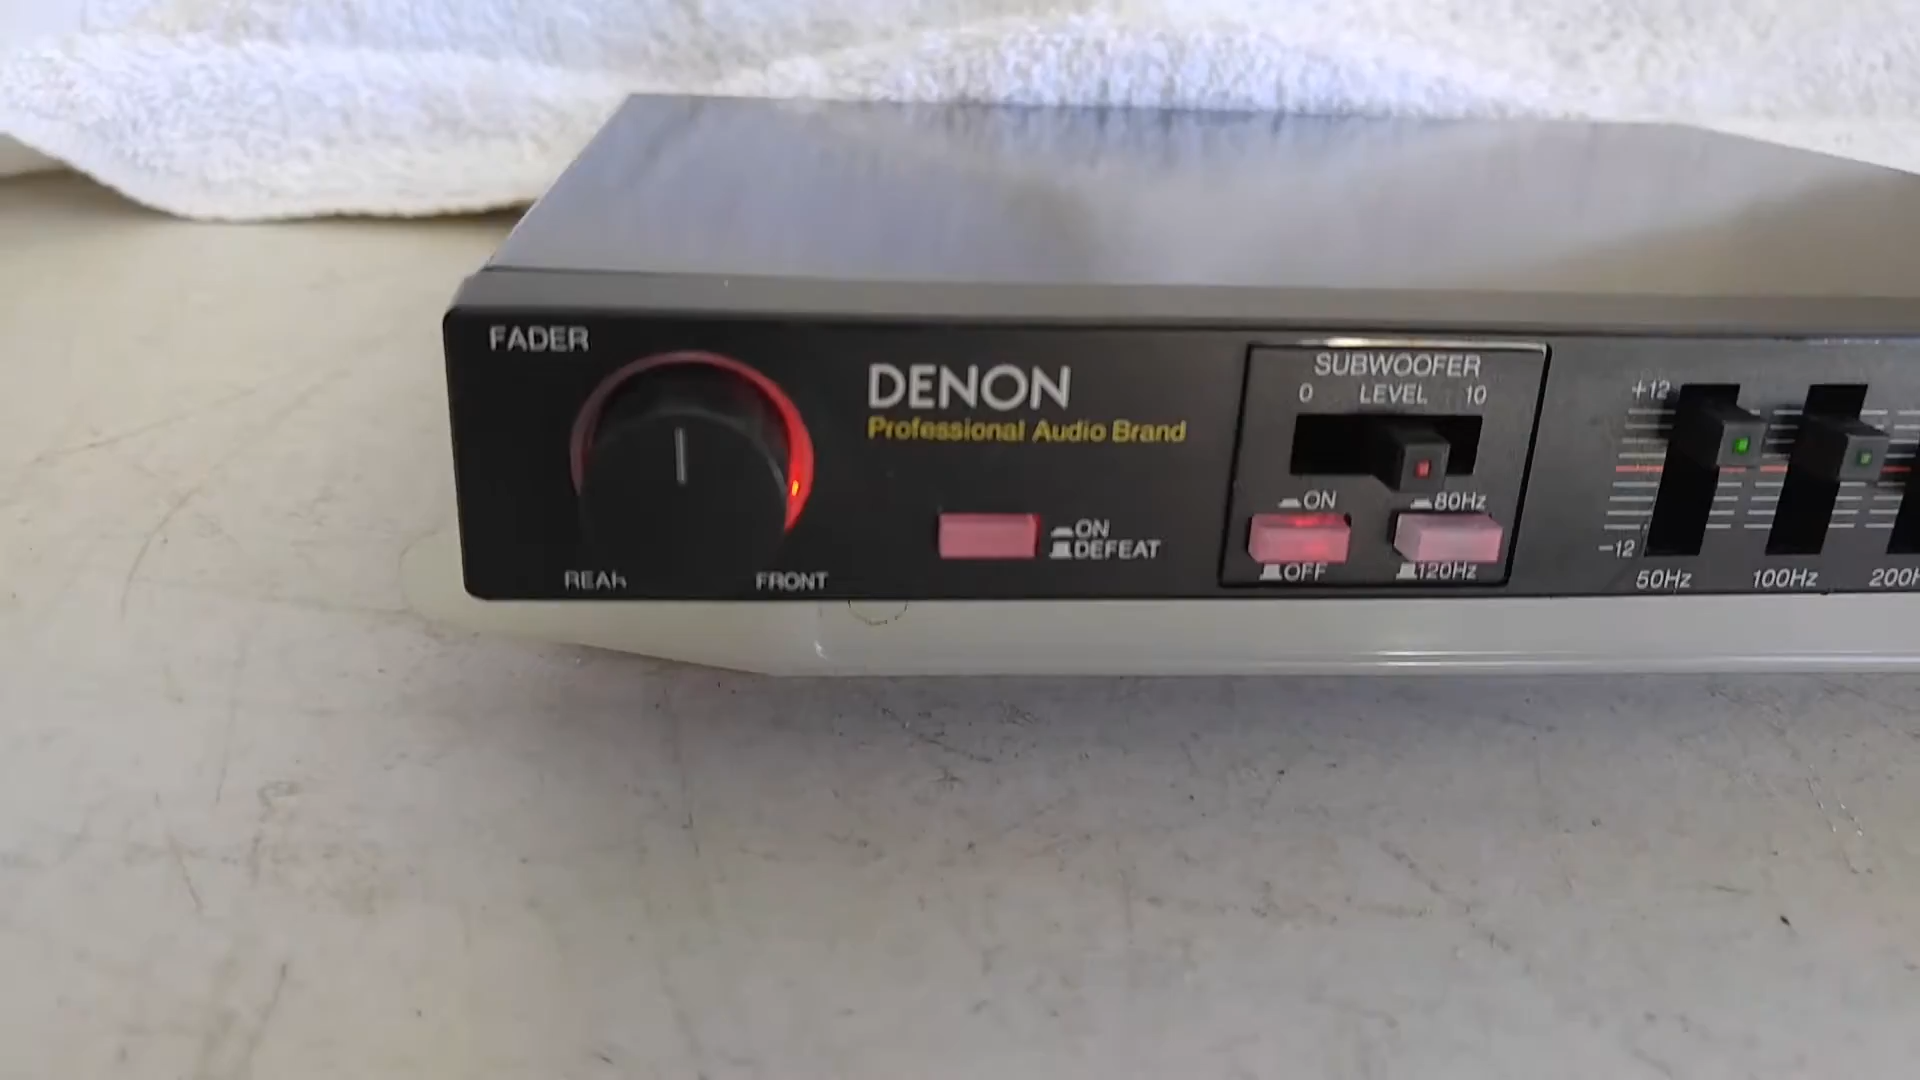 FADER
REAR
FRONT
DENON
Professional Audio Brand
ON
DEFEAT
SUBWOOFER
0 LEVEL 10
ON
80Hz
OFF
120Hz
+12
−12
50Hz 100Hz